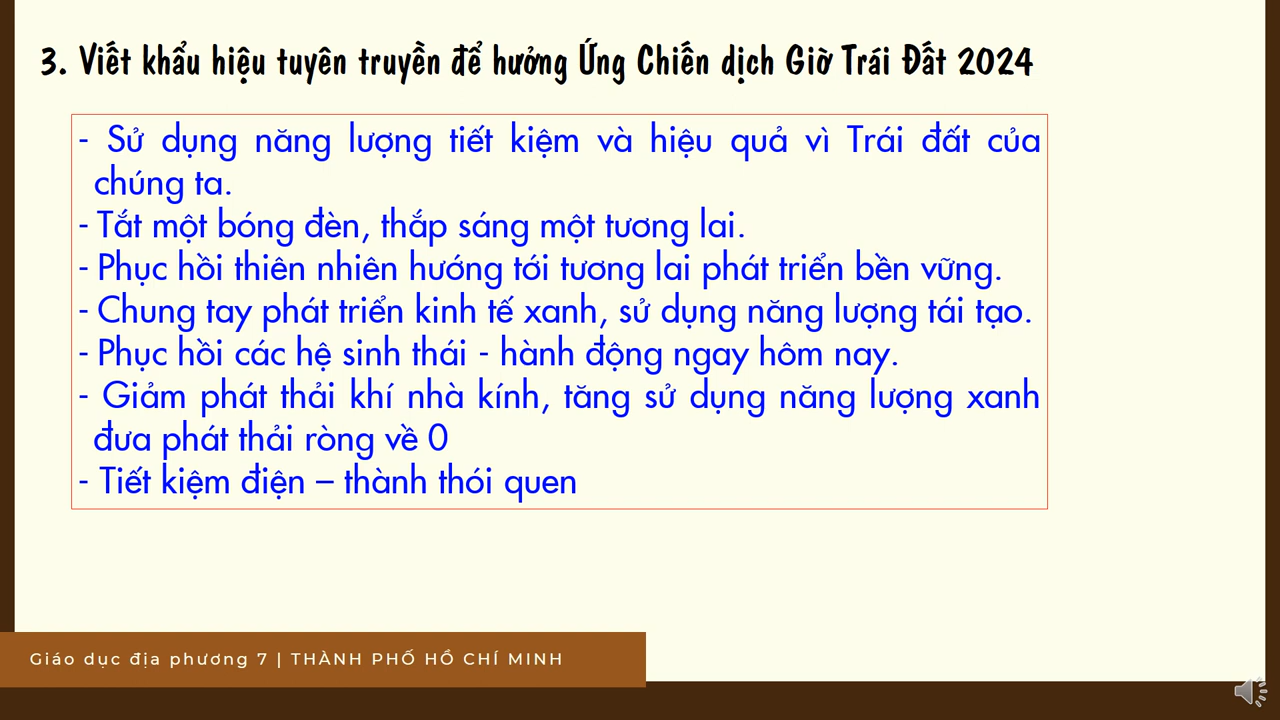 3. Viết khẩu hiệu tuyên truyền để hưởng Ứng Chiến dịch Giờ Trái Đất 2024
- Sử dụng năng lượng tiết kiệm và hiệu quả vì Trái đất của
chúng ta.
- Tắt một bóng đèn, thắp sáng một tương lai.
- Phục hồi thiên nhiên hướng tới tương lai phát triển bền vững.
- Chung tay phát triển kinh tế xanh, sử dụng năng lượng tái tạo.
- Phục hồi các hệ sinh thái - hành động ngay hôm nay.
- Giảm phát thải khí nhà kính, tăng sử dụng năng lượng xanh
đưa phát thải ròng về 0
- Tiết kiệm điện – thành thói quen
Giáo dục địa phương 7 | THÀNH PHỐ HỒ CHÍ MINH